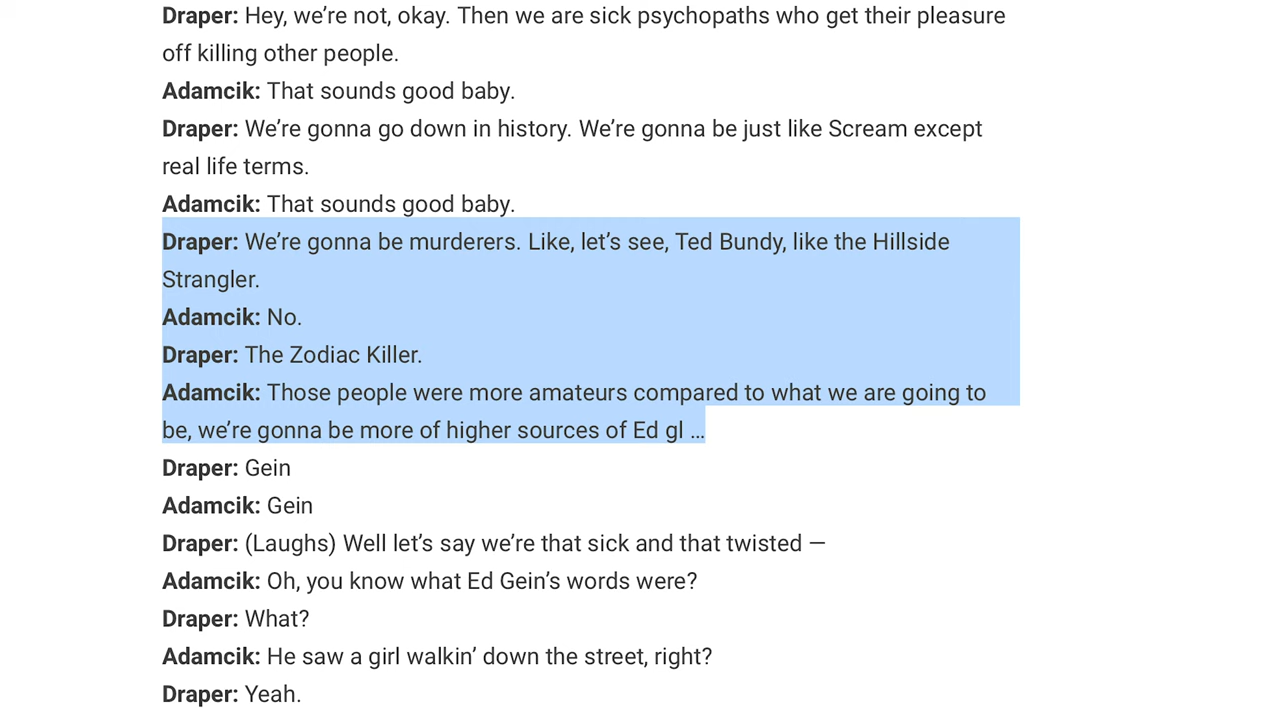 Draper: Hey, we’re not, okay. Then we are sick psychopaths who get their pleasure
off killing other people.
Adamcik: That sounds good baby.
Draper: We’re gonna go down in history. We’re gonna be just like Scream except
real life terms.
Adamcik: That sounds good baby.
Draper: We’re gonna be murderers. Like, let’s see, Ted Bundy, like the Hillside
Strangler.
Adamcik: No.
Draper: The Zodiac Killer.
Adamcik: Those people were more amateurs compared to what we are going to
be, we’re gonna be more of higher sources of Ed gl …
Draper: Gein
Adamcik: Gein
Draper: (Laughs) Well let’s say we’re that sick and that twisted —
Adamcik: Oh, you know what Ed Gein’s words were?
Draper: What?
Adamcik: He saw a girl walkin’ down the street, right?
Draper: Yeah.